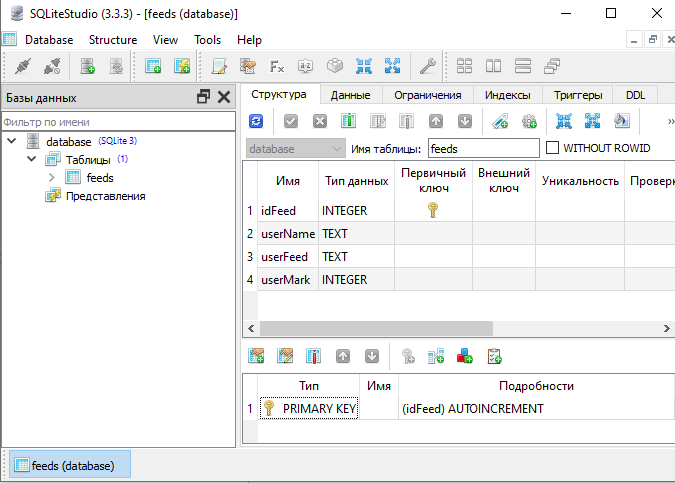 SQLiteStudio (3.3.3) - [feeds (database)]
Database Structure View Tools Help
Базы данных
Структура Данные Ограничения Индексы Триггеры DDL
Фильтр по имени
database (SQLite 3)
Таблицы (1)
feeds
Представления
database Имя таблицы: feeds WITHOUT ROWID
Имя Тип данных Первичный ключ Внешний ключ Уникальность Проверк
1 idFeed INTEGER
2 userName TEXT
3 userFeed TEXT
4 userMark INTEGER
Тип Имя Подробности
1 PRIMARY KEY (idFeed) AUTOINCREMENT
feeds (database)